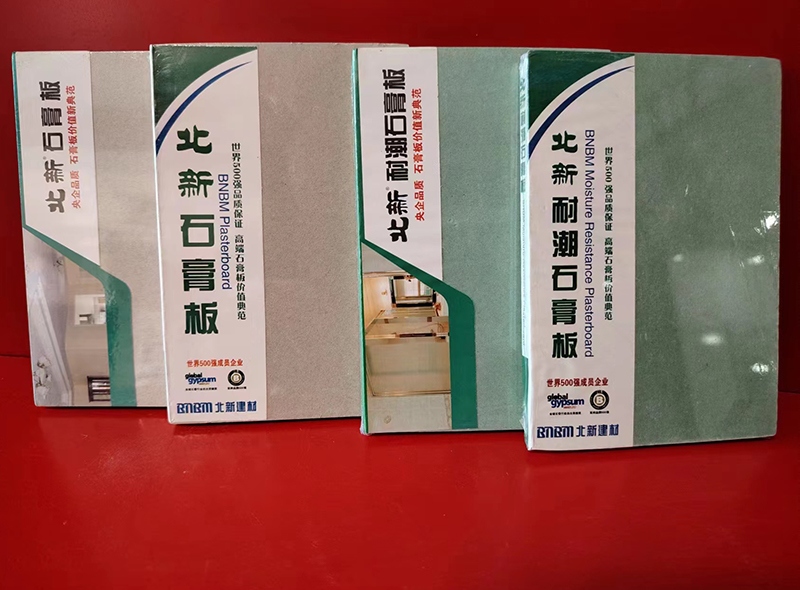 北新®石膏板
央企品质 石膏板价值新典范
北新石膏板
BNBM Plasterboard
世界500强品质保证 高端石膏板价值典范
世界500强成员企业
global
gypsum
BNBM 北新建材
北新®耐潮石膏板
央企品质 石膏板价值新典范
北新耐潮石膏板
BNBM Moisture Resistance Plasterboard
世界500强品质保证 高端石膏板价值典范
世界500强成员企业
global
gypsum
BNBM 北新建材